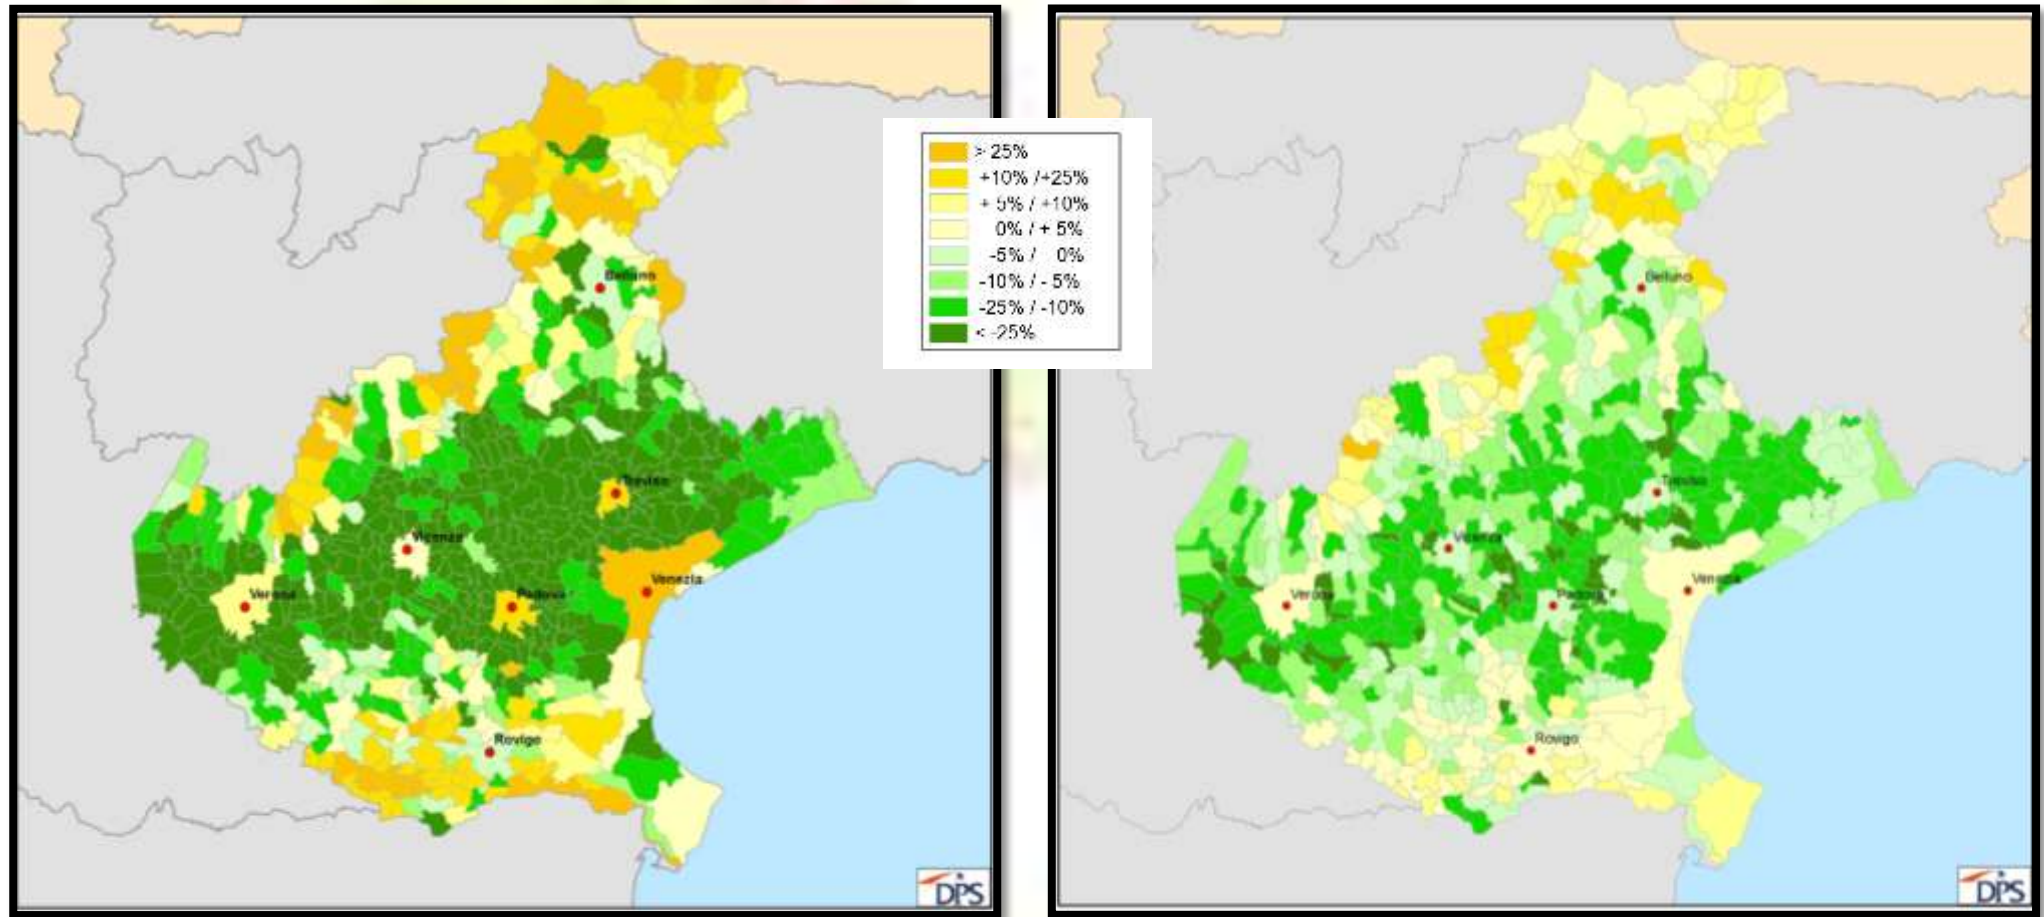 Belluno
Treviso
Vicenza
Venezia
Verona
Padova
Rovigo
DPS
> 25%
+10% /+25%
+ 5% / +10%
0% / + 5%
-5% / 0%
-10% / - 5%
-25% / -10%
< -25%
Belluno
Treviso
Vicenza
Venezia
Verona
Padova
Rovigo
DPS